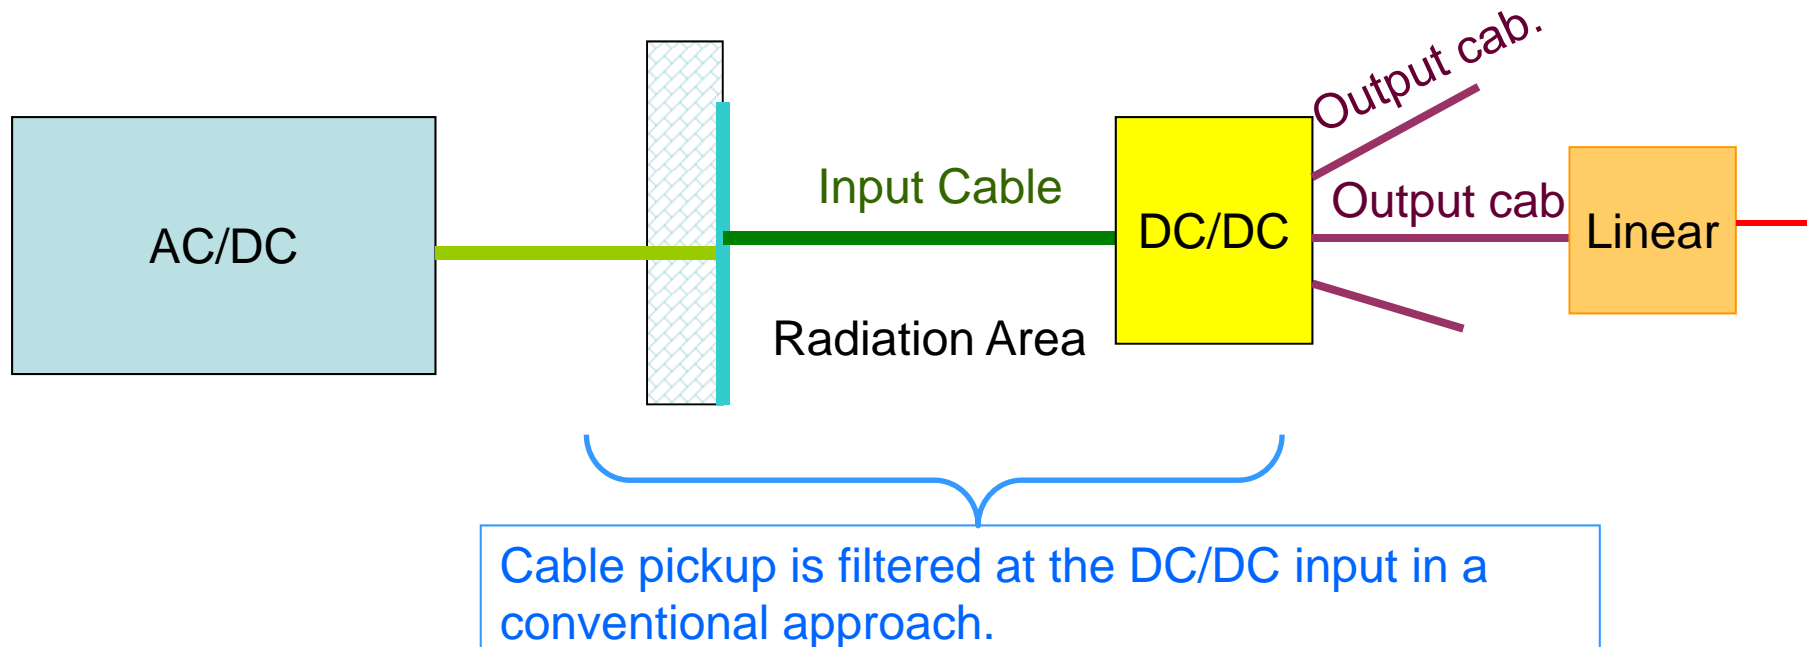 Output cab.
Input Cable
Output cab
AC/DC
DC/DC
Linear
Radiation Area
Cable pickup is filtered at the DC/DC input in a
conventional approach.